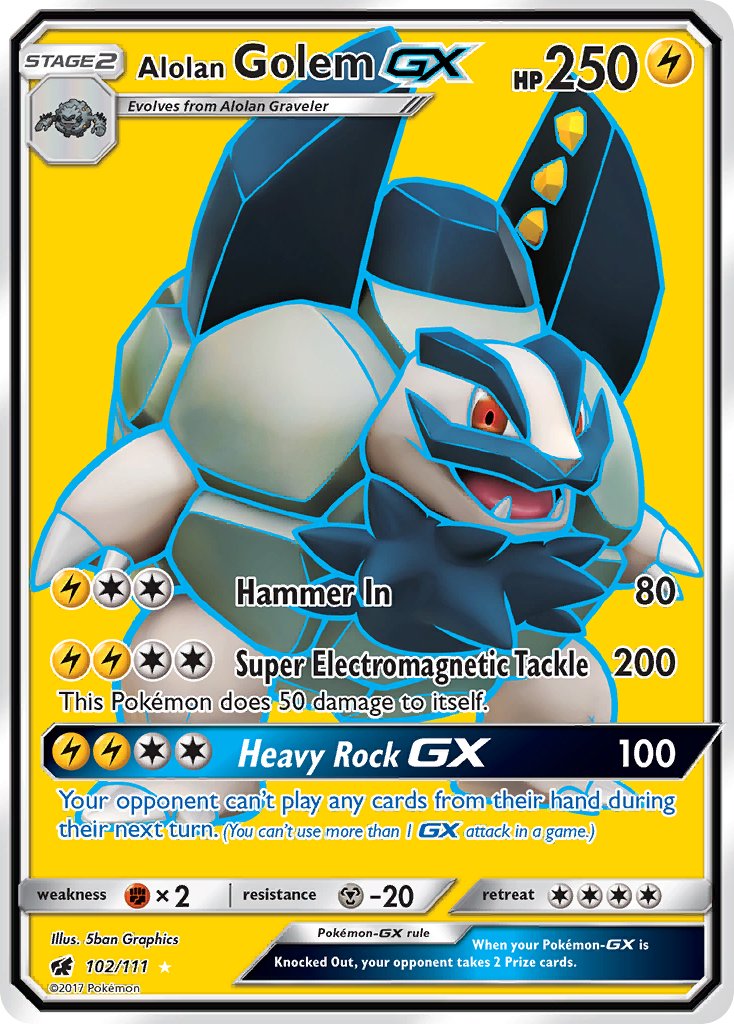 STAGE2 Alolan Golem GX HP250
Evolves from Alolan Graveler
Hammer In 80
Super Electromagnetic Tackle 200
This Pokémon does 50 damage to itself.
Heavy Rock GX 100
Your opponent can't play any cards from their hand during
their next turn. (You can't use more than 1 GX attack in a game.)
weakness ×2 resistance -20 retreat
Illus. 5ban Graphics
102/111
©2017 Pokémon
Pokémon-GX rule
When your Pokémon-GX is
Knocked Out, your opponent takes 2 Prize cards.